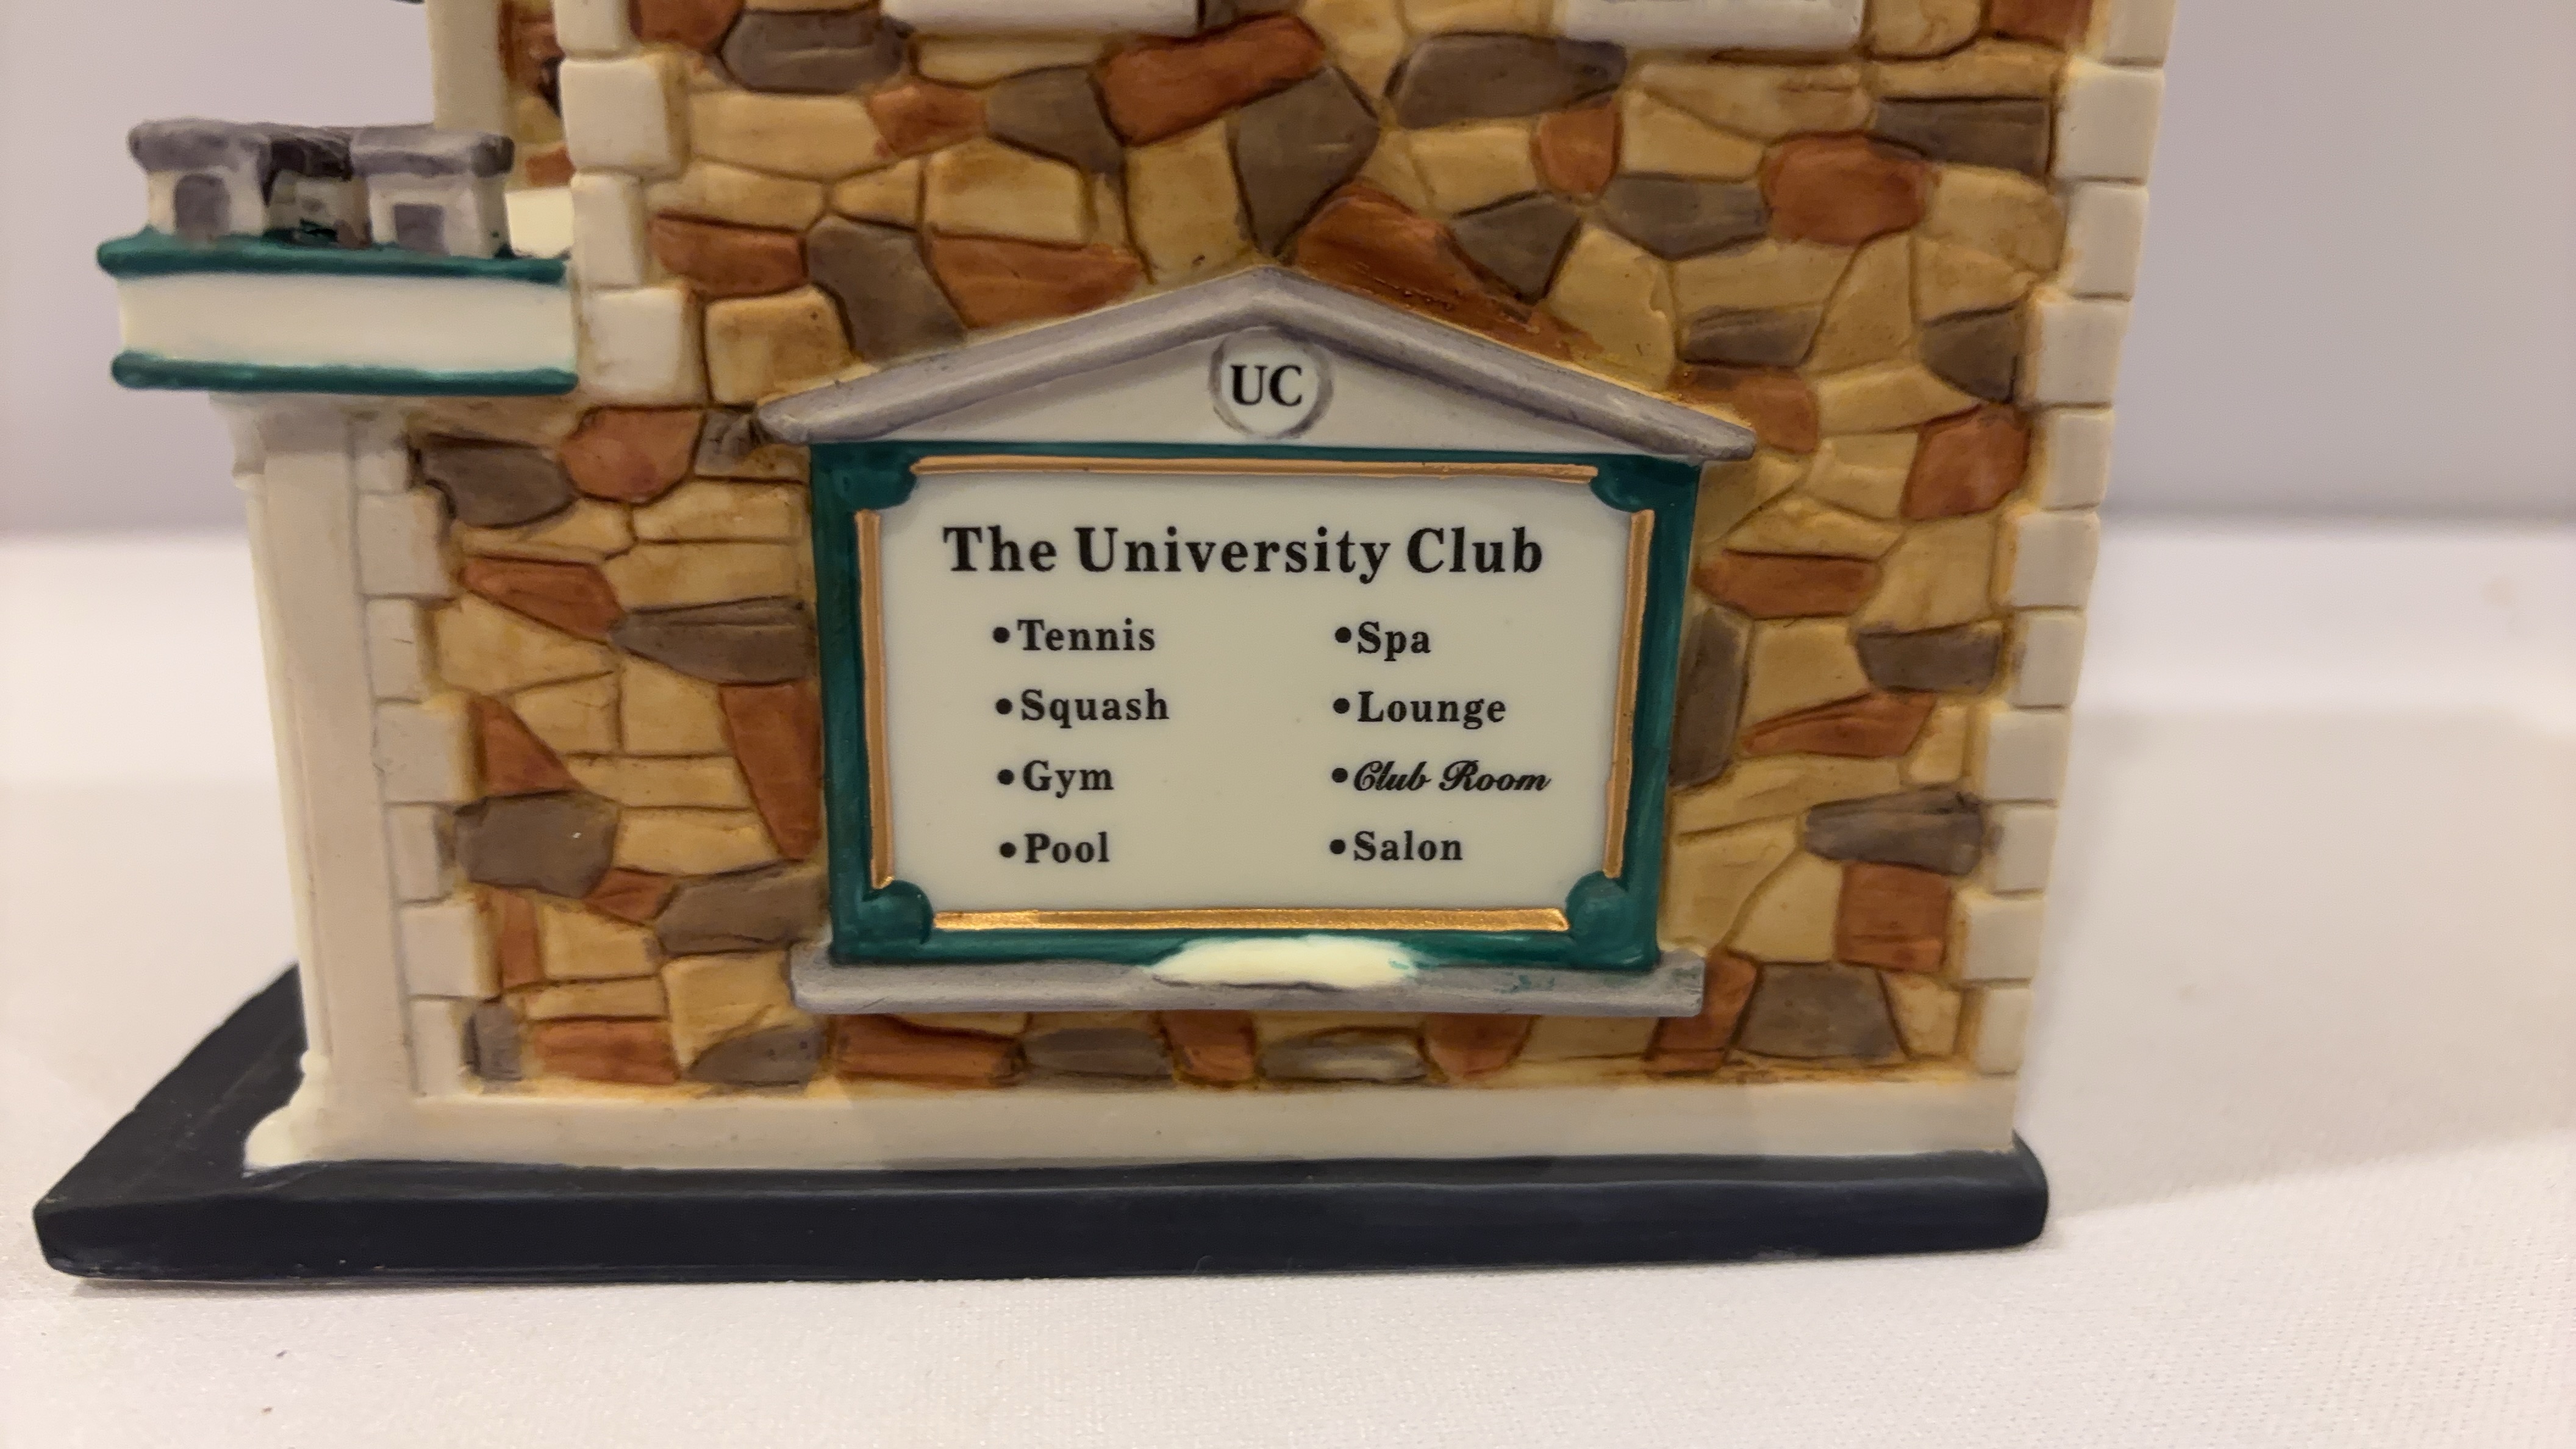 UC
The University Club
•Tennis
•Squash
•Gym
•Pool
•Spa
•Lounge
•Club Room
•Salon